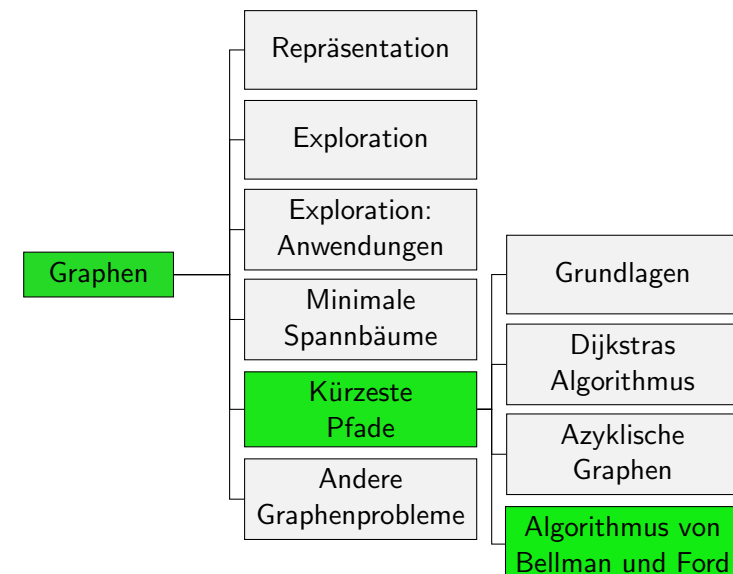 Graphen
Repräsentation
Exploration
Exploration:
Anwendungen
Minimale
Spannbäume
Kürzeste
Pfade
Andere
Graphenprobleme
Grundlagen
Dijkstras
Algorithmus
Azyklische
Graphen
Algorithmus von
Bellman und Ford